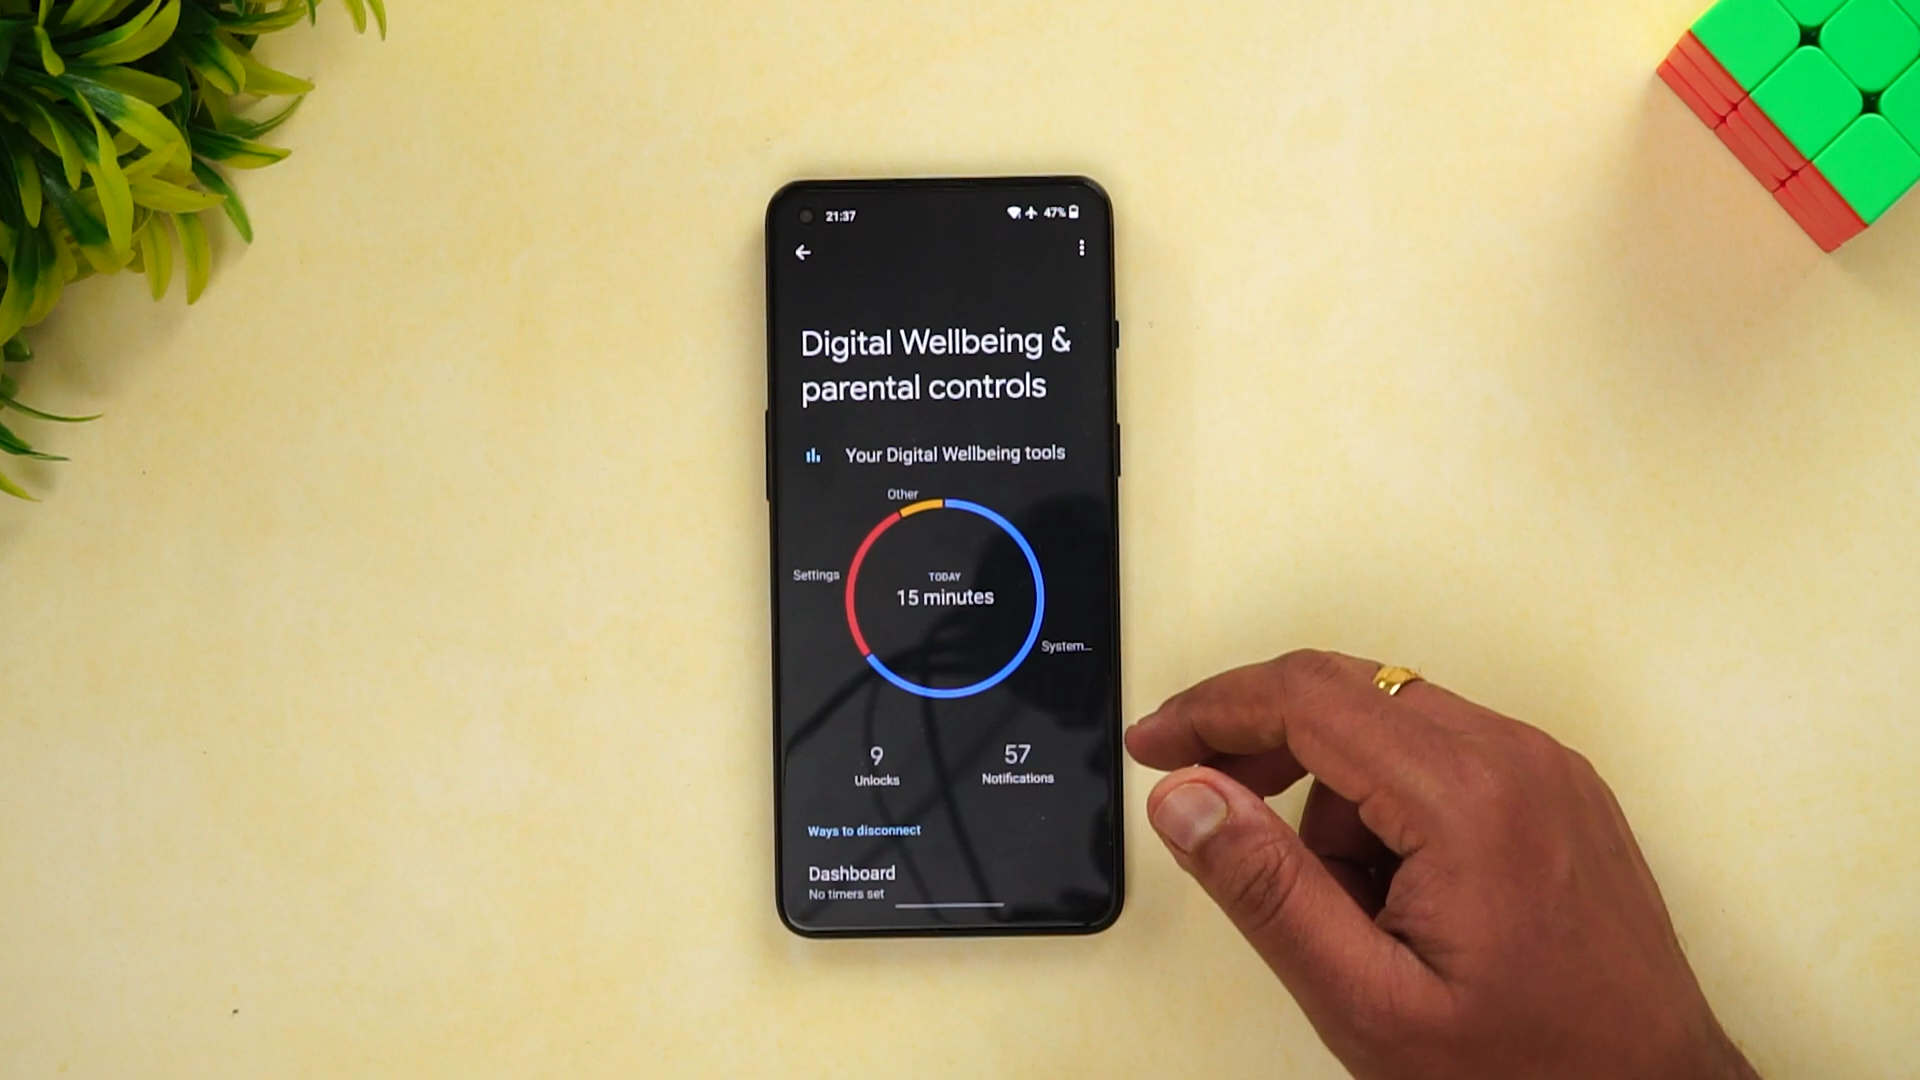 21:37
47%
Digital Wellbeing &
parental controls
Your Digital Wellbeing tools
Other
Settings
TODAY
15 minutes
System...
9
Unlocks
57
Notifications
Ways to disconnect
Dashboard
No timers set